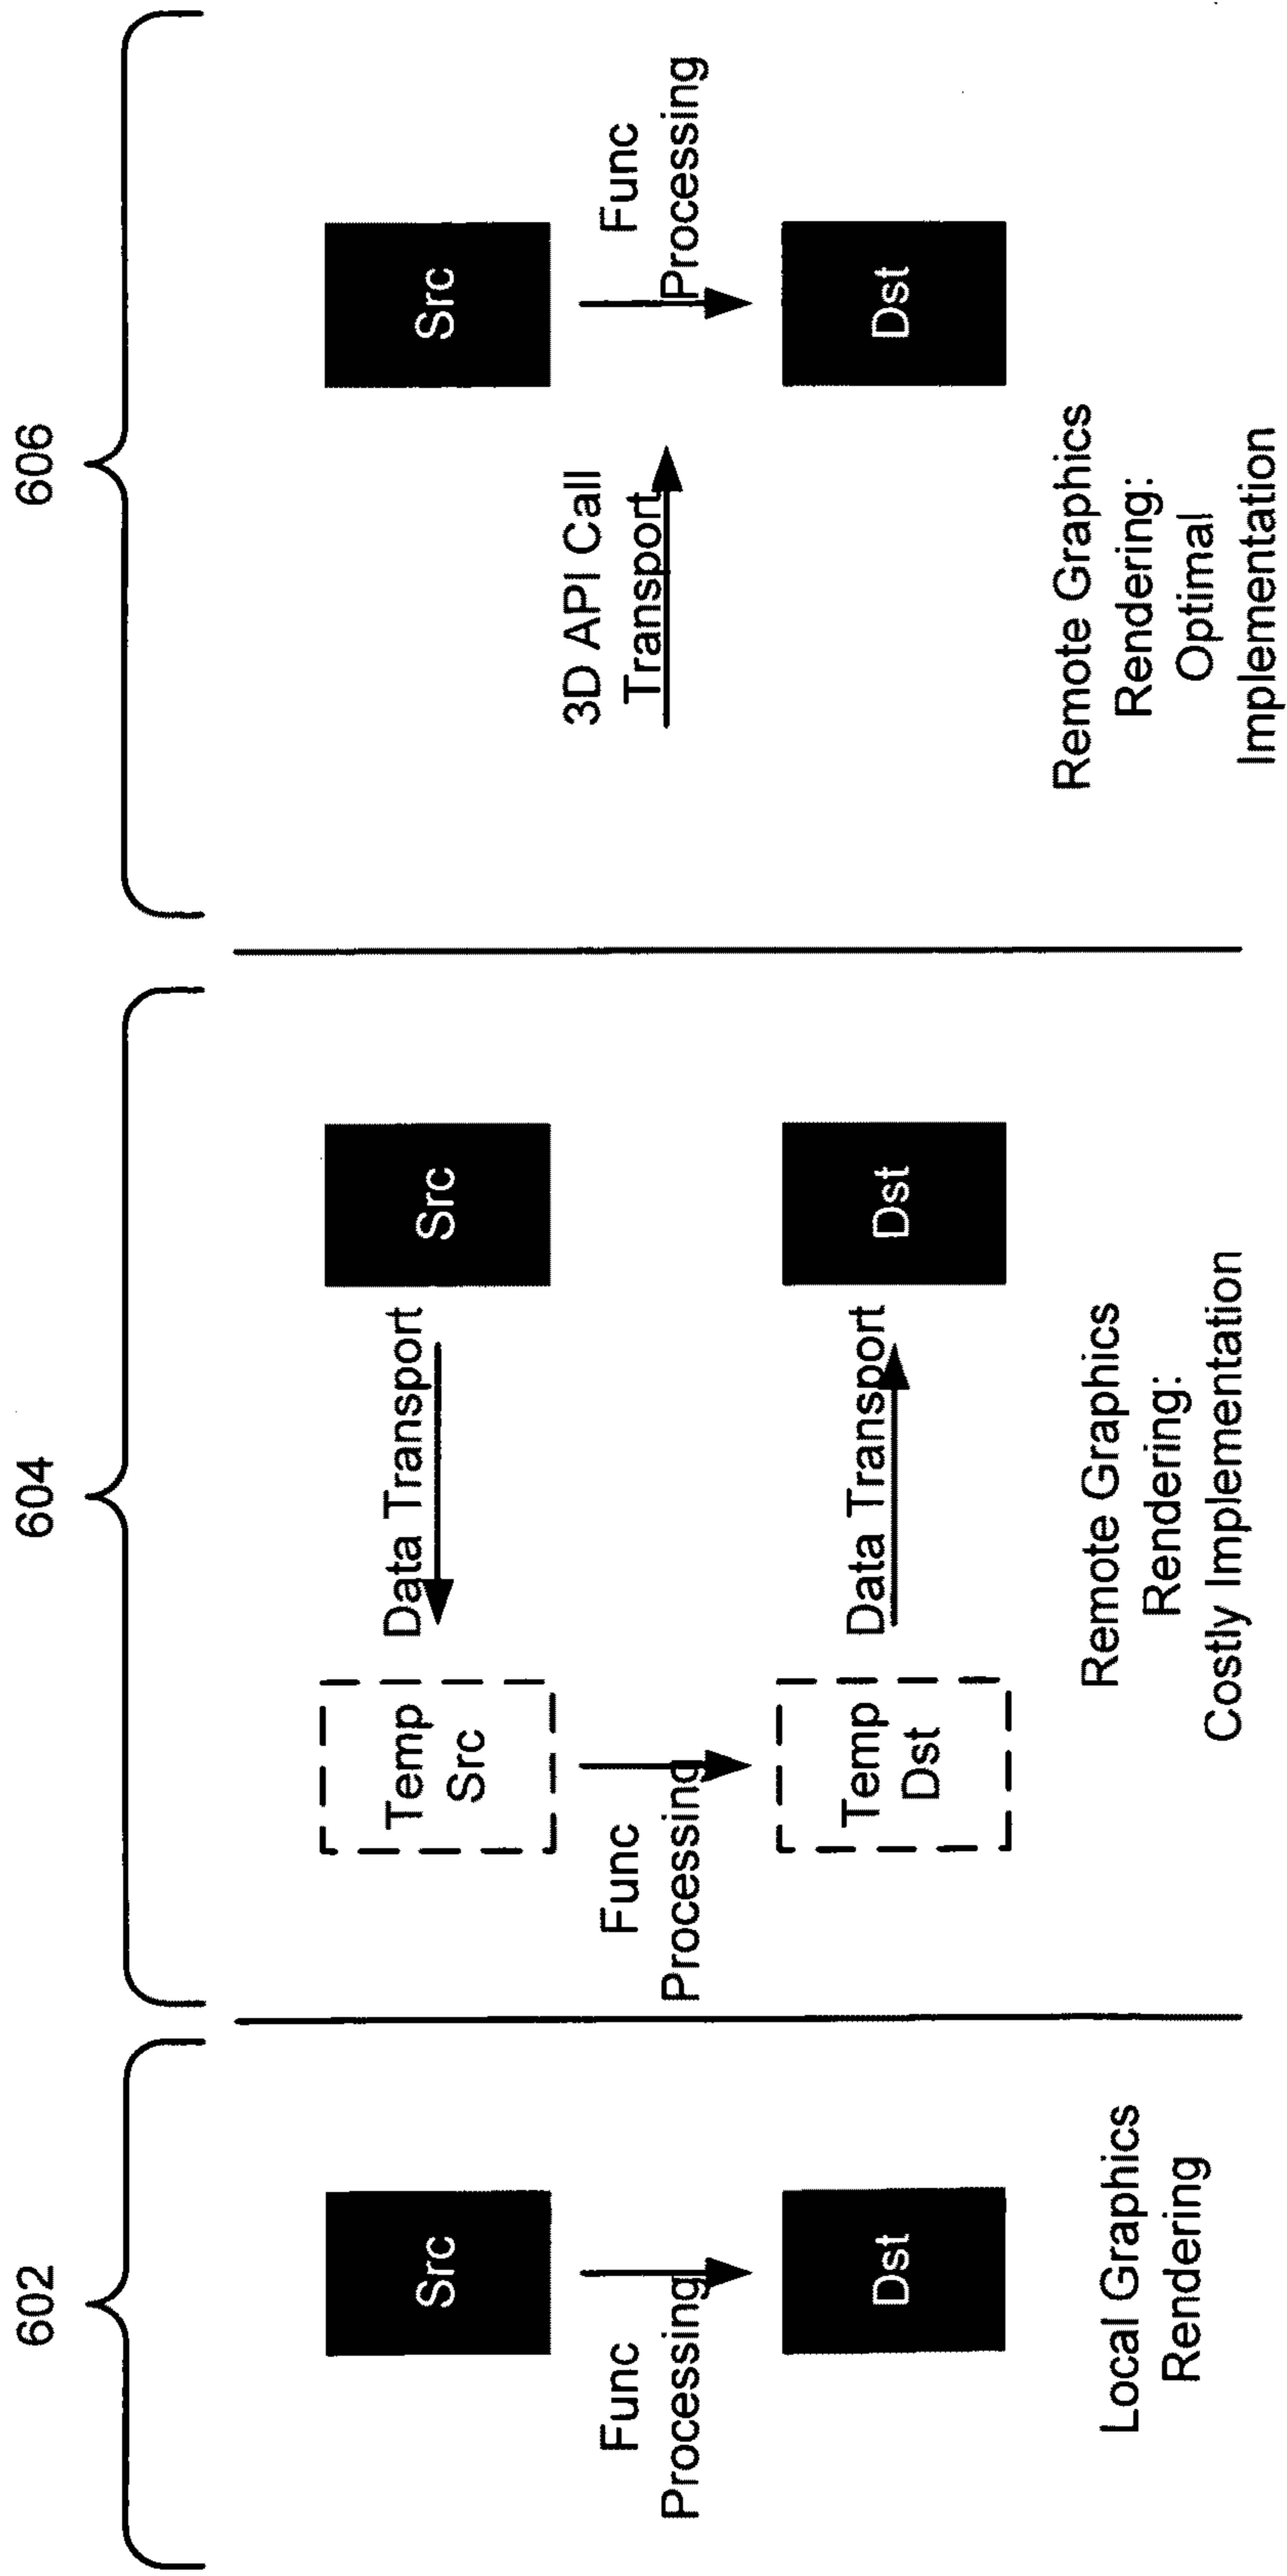 602
Src
Func
Processing
Dst
Local Graphics
Rendering
604
Temp
Src
Data Transport
Src
Func
Processing
Temp
Dst
Data Transport
Dst
Remote Graphics
Rendering:
Costly Implementation
606
Src
3D API Call
Transport
Func
Processing
Dst
Remote Graphics
Rendering:
Optimal
Implementation